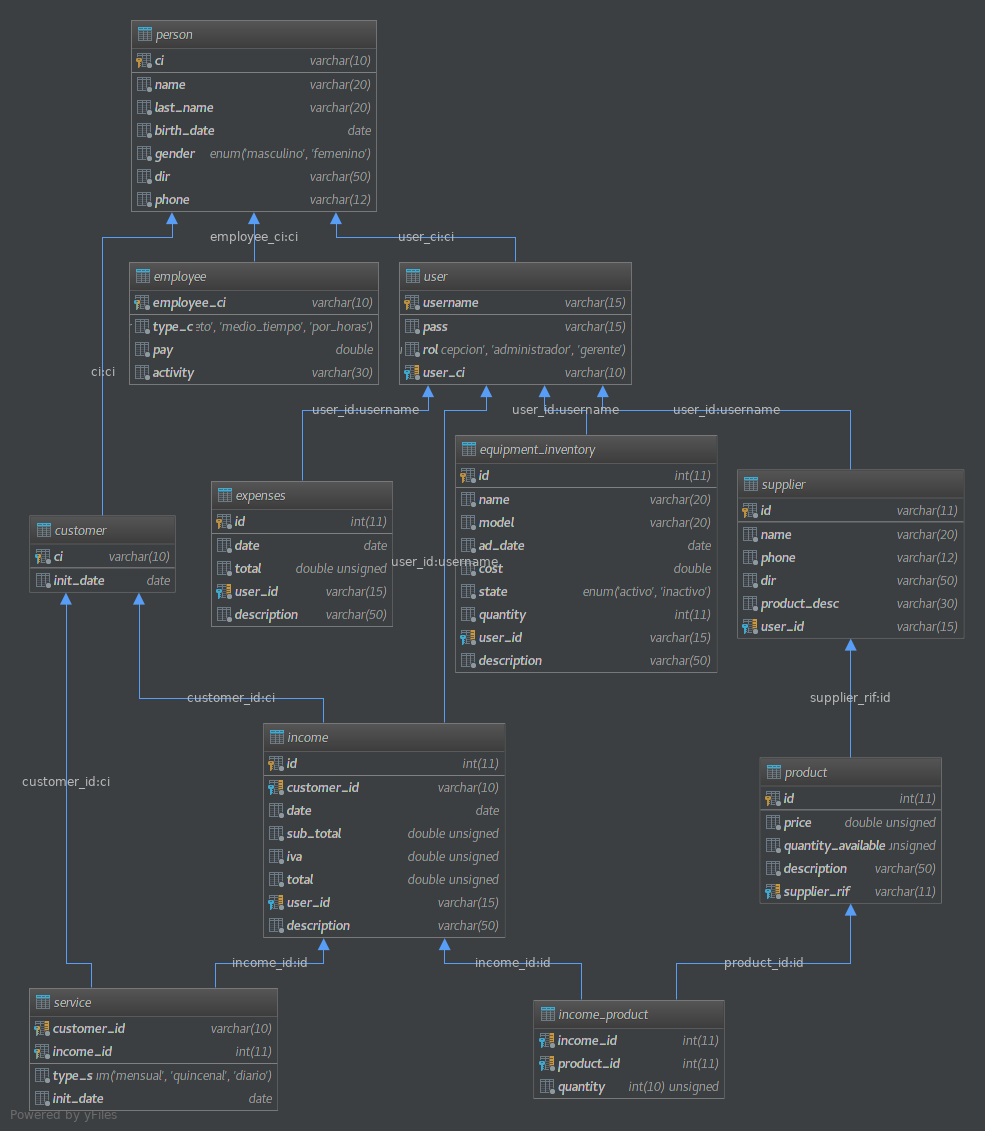 person
ci varchar(10)
name varchar(20)
last_name varchar(20)
birth_date date
gender enum('masculino', 'femenino')
dir varchar(50)
phone varchar(12)
employee_ci:ci
user_ci:ci
employee
employee_ci varchar(10)
type_c eto', 'medio_tiempo', 'por_horas')
pay double
activity varchar(30)
user
username varchar(15)
pass varchar(15)
rol cepcion', 'administrador', 'gerente')
user_ci varchar(10)
ci:ci
user_id:username
user_id:username
user_id:username
equipment_inventory
id int(11)
name varchar(20)
model varchar(20)
ad_date date
cost double
state enum('activo', 'inactivo')
quantity int(11)
user_id varchar(15)
description varchar(50)
supplier
id varchar(11)
name varchar(20)
phone varchar(12)
dir varchar(50)
product_desc varchar(30)
user_id varchar(15)
expenses
id int(11)
date date
total double unsigned
user_id varchar(15)
description varchar(50)
user_id:username
customer
ci varchar(10)
init_date date
customer_id:ci
supplier_rif:id
income
id int(11)
customer_id varchar(10)
date date
sub_total double unsigned
iva double unsigned
total double unsigned
user_id varchar(15)
description varchar(50)
product
id int(11)
price double unsigned
quantity_available unsigned
description varchar(50)
supplier_rif varchar(11)
customer_id:ci
income_id:id
income_id:id
product_id:id
service
customer_id varchar(10)
income_id int(11)
type_s ım('mensual', 'quincenal', 'diario')
init_date date
income_product
income_id int(11)
product_id int(11)
quantity int(10) unsigned
Powered by yFiles